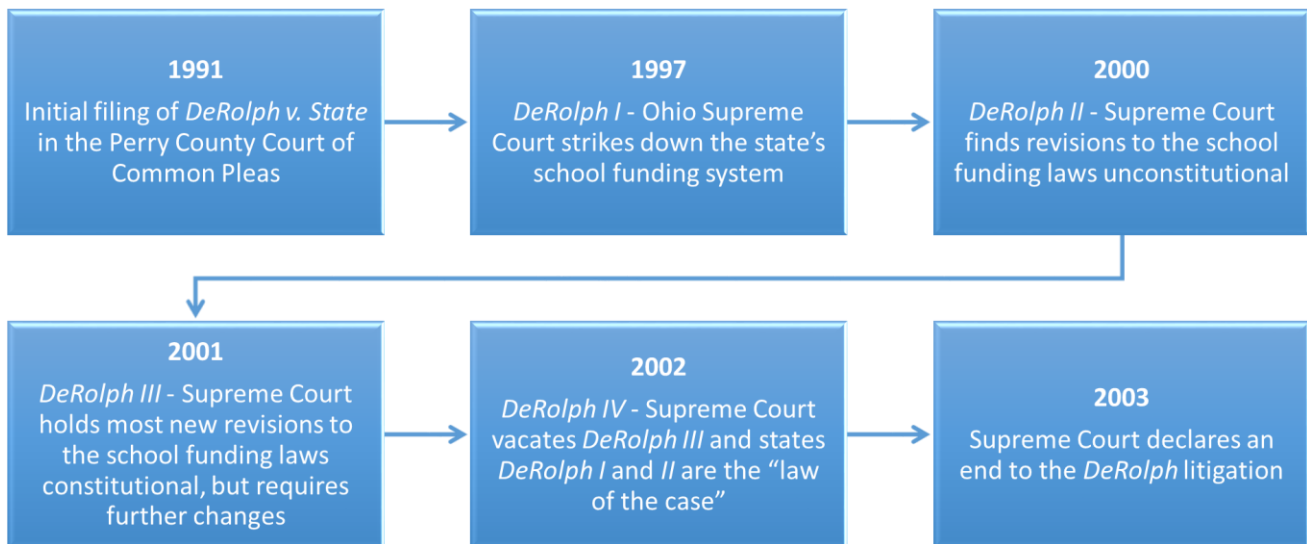 1991
Initial filing of DeRolph v. State
in the Perry County Court of
Common Pleas
1997
DeRolph I - Ohio Supreme
Court strikes down the state’s
school funding system
2000
DeRolph II - Supreme Court
finds revisions to the school
funding laws unconstitutional
2001
DeRolph III - Supreme Court
holds most new revisions to
the school funding laws
constitutional, but requires
further changes
2002
DeRolph IV - Supreme Court
vacates DeRolph III and states
DeRolph I and II are the “law
of the case”
2003
Supreme Court declares an
end to the DeRolph litigation